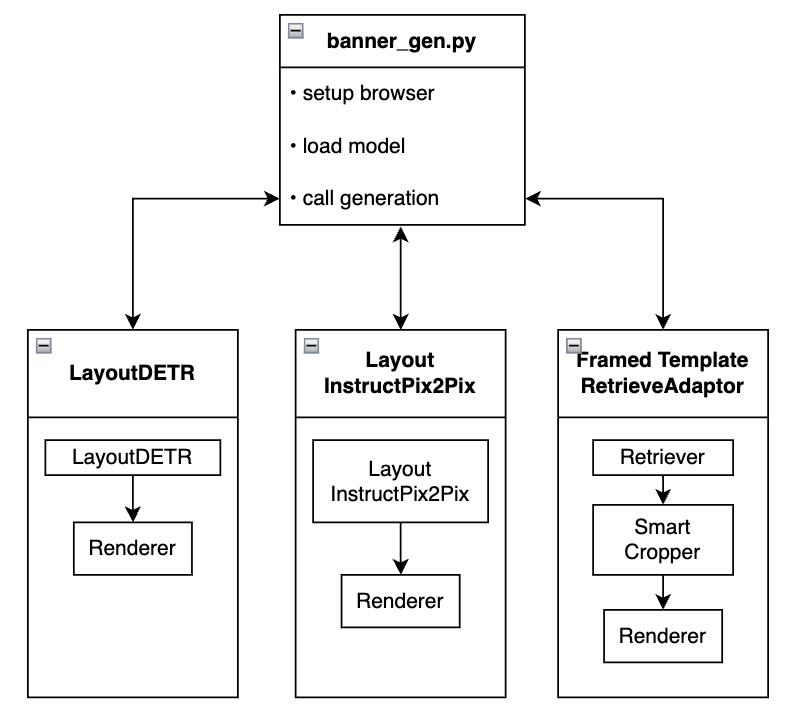 banner_gen.py
• setup browser
• load model
• call generation
LayoutDETR
LayoutDETR
Renderer
Layout
InstructPix2Pix
Layout
InstructPix2Pix
Renderer
Framed Template
RetrieveAdaptor
Retriever
Smart
Cropper
Renderer